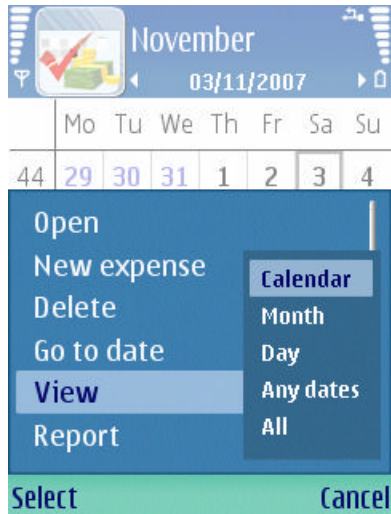 November
03/11/2007
Mo Tu We Th Fr Sa Su
44 29 30 31 1 2 3 4
Open
New expense
Delete
Go to date
View
Report
Calendar
Month
Day
Any dates
All
Select Cancel